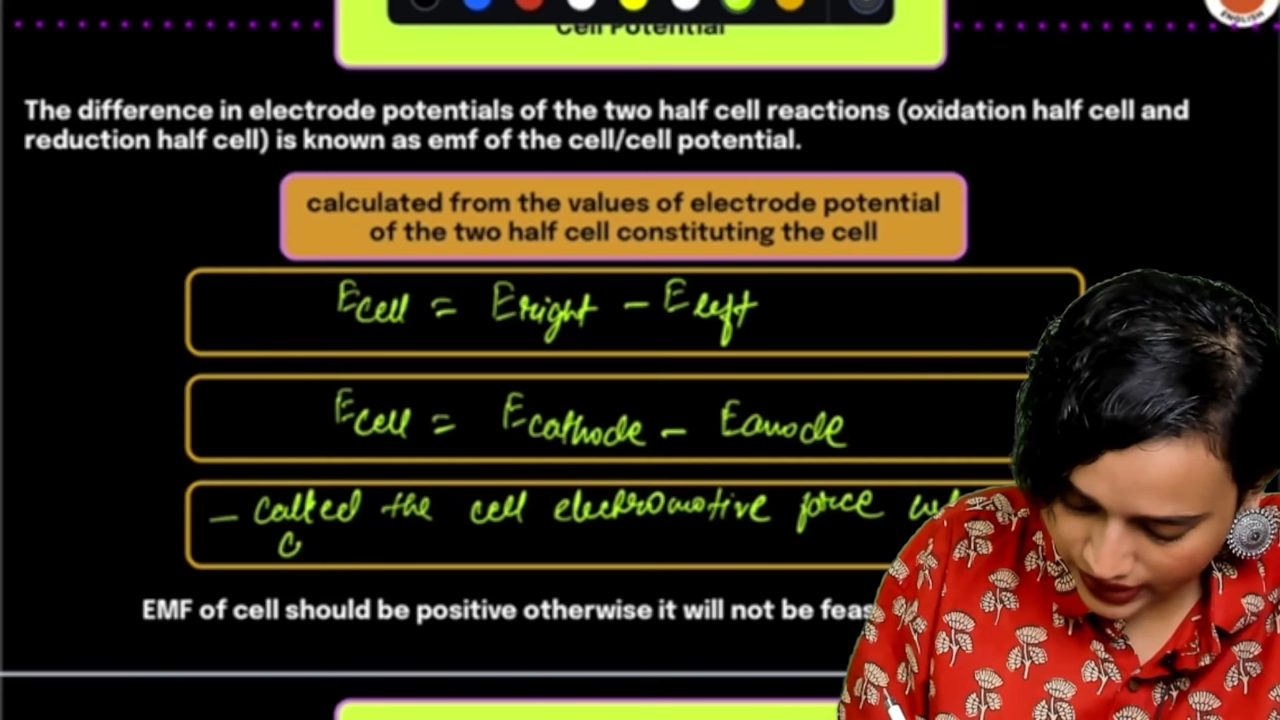 Cell Potential
ENGLISH
The difference in electrode potentials of the two half cell reactions (oxidation half cell and
reduction half cell) is known as emf of the cell/cell potential.
calculated from the values of electrode potential
of the two half cell constituting the cell
Ecell = Eright - Eleft
Ecell = Ecathode - Eanode
- called the cell electromotive force
EMF of cell should be positive otherwise it will not be